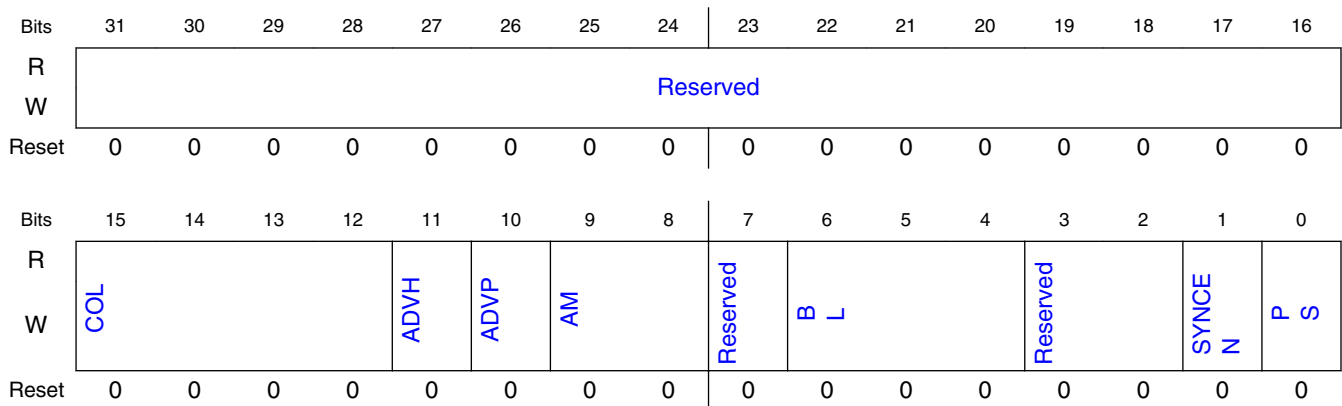 Bits 31 30 29 28 27 26 25 24 23 22 21 20 19 18 17 16
R
Reserved
W
Reset 0 0 0 0 0 0 0 0 0 0 0 0 0 0 0 0
Bits 15 14 13 12 11 10 9 8 7 6 5 4 3 2 1 0
R
W
COL
ADVH
ADVP
AM
Reserved
B
L
Reserved
SYNCE
N
P
S
Reset 0 0 0 0 0 0 0 0 0 0 0 0 0 0 0 0